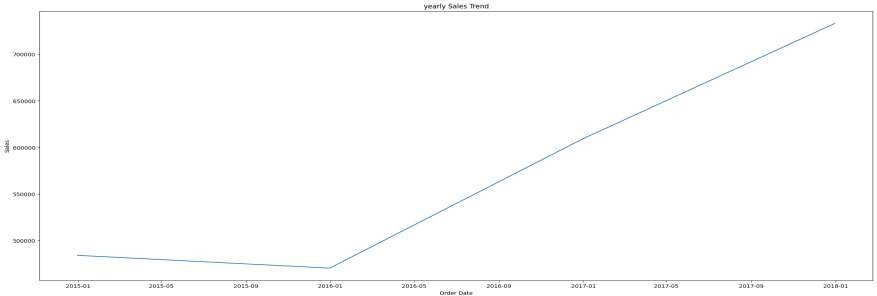 yearly Sales Trend
700000
650000
600000
550000
500000
Sales
2015-01 2015-05 2015-09 2016-01 2016-05 2016-09 2017-01 2017-05 2017-09 2018-01
Order Date